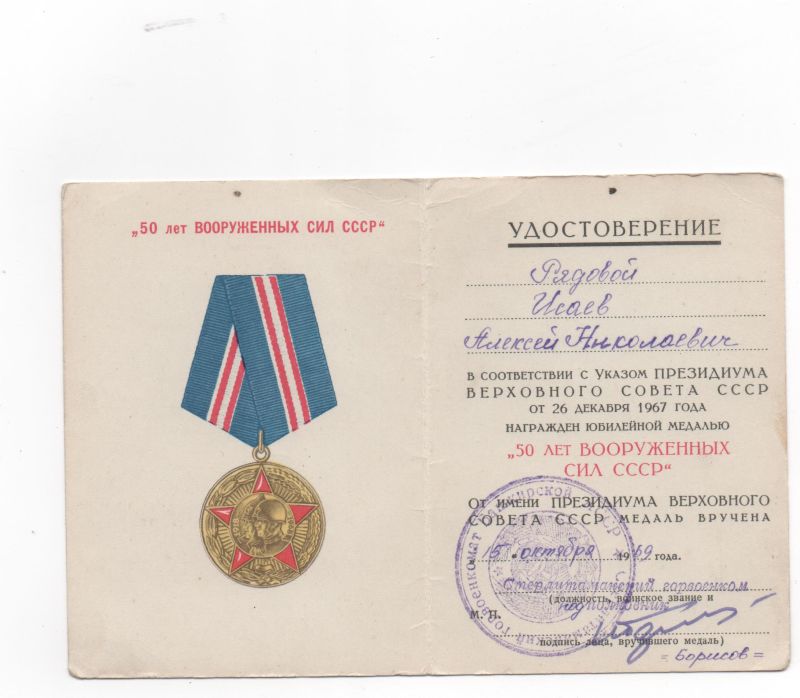 „50 лет ВООРУЖЕННЫХ СИЛ СССР“
УДОСТОВЕРЕНИЕ
Рядовой
Исаев
Алексей Николаевич
В СООТВЕТСТВИИ С УКАЗОМ ПРЕЗИДИУМА
ВЕРХОВНОГО СОВЕТА СССР
ОТ 26 ДЕКАБРЯ 1967 ГОДА
НАГРАЖДЕН ЮБИЛЕЙНОЙ МЕДАЛЬЮ
„50 ЛЕТ ВООРУЖЕННЫХ
СИЛ СССР“
ОТ ИМЕНИ ПРЕЗИДИУМА ВЕРХОВНОГО
СОВЕТА СССР МЕДАЛЬ ВРУЧЕНА
„15“ октября 1969 года.
Стерлитамакский горвоенком
(должность, воинское звание и
подполковник
М. П.
подпись лица, вручившего медаль)
= Борисов =